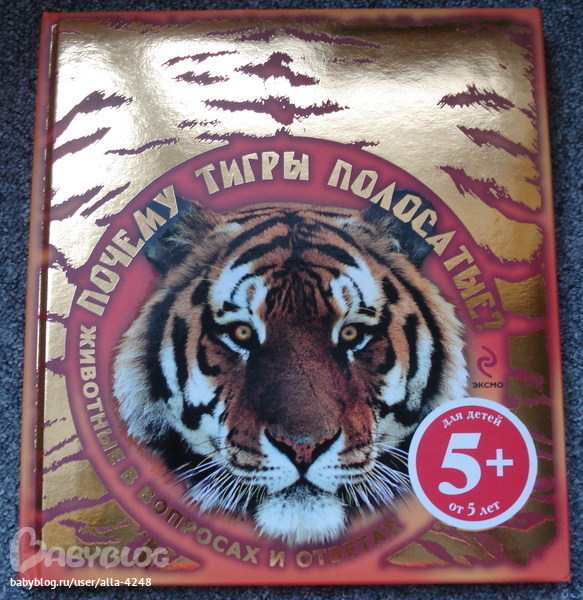 ПОЧЕМУ ТИГРЫ ПОЛОСАТЫЕ?
ЖИВОТНЫЕ В ВОПРОСАХ И ОТВЕТАХ
ЭКСМО
для детей
5+
от 5 лет
BABYBLOG
babyblog.ru/user/alla-4248